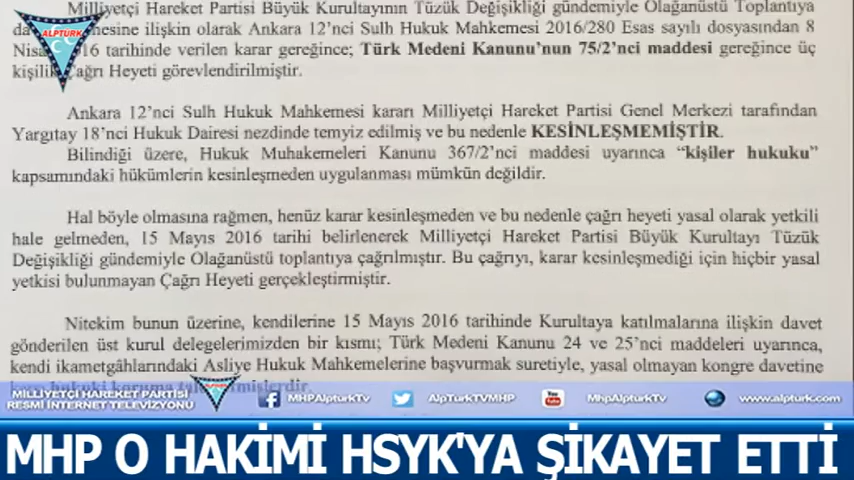 Milliyetçi Hareket Partisi Büyük Kurultayının Tüzük Değişikliği gündemiyle Olağanüstü Toplantıya
ilişkin olarak Ankara 12’nci Sulh Hukuk Mahkemesi 2016/280 Esas sayılı dosyasından 8
tarihinde verilen karar gereğince; Türk Medeni Kanunu’nun 75/2’nci maddesi gereğince üç
kişilik Çağrı Heyeti görevlendirilmiştir.
Ankara 12’nci Sulh Hukuk Mahkemesi kararı Milliyetçi Hareket Partisi Genel Merkezi tarafından
Yargıtay 18’nci Hukuk Dairesi nezdinde temyiz edilmiş ve bu nedenle KESİNLEŞMEMİŞTİR.
Bilindiği üzere, Hukuk Muhakemeleri Kanunu 367/2’nci maddesi uyarınca “kişiler hukuku”
kapsamındaki hükümlerin kesinleşmeden uygulanması mümkün değildir.
Hal böyle olmasına rağmen, henüz karar kesinleşmeden ve bu nedenle çağrı heyeti yasal olarak yetkili
hale gelmeden, 15 Mayıs 2016 tarihi belirlenerek Milliyetçi Hareket Partisi Büyük Kurultayı Tüzük
Değişikliği gündemiyle Olağanüstü toplantıya çağrılmıştır. Bu çağrıyı, karar kesinleşmediği için hiçbir yasal
yetkisi bulunmayan Çağrı Heyeti gerçekleştirmiştir.
Nitekim bunun üzerine, kendilerine 15 Mayıs 2016 tarihinde Kurultaya katılmalarına ilişkin davet
gönderilen üst kurul delegelerimizden bir kısmı; Türk Medeni Kanunu 24 ve 25’nci maddeleri uyarınca,
kendi ikametgâhlarındaki Asliye Hukuk Mahkemelerine başvurmak suretiyle, yasal olmayan kongre davetine
ALPTURK
MİLLİYETÇİ HAREKET PARTİSİ
RESMİ İNTERNET TELEVİZYONU
ALPTURK
MHPAlpturkTv
AlpTurkTVMHP
You Tube
MhpAlpturkTv
www.alpturk.com
MHP O HAKİMİ HSYK'YA ŞİKAYET ETTİ